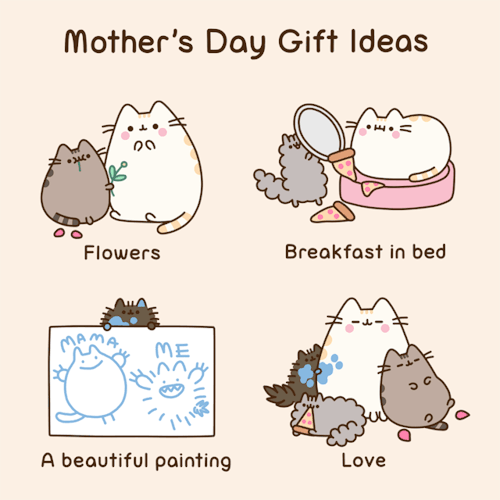 Mother's Day Gift Ideas
Flowers
Breakfast in bed
MAMA
ME
A beautiful painting
Love